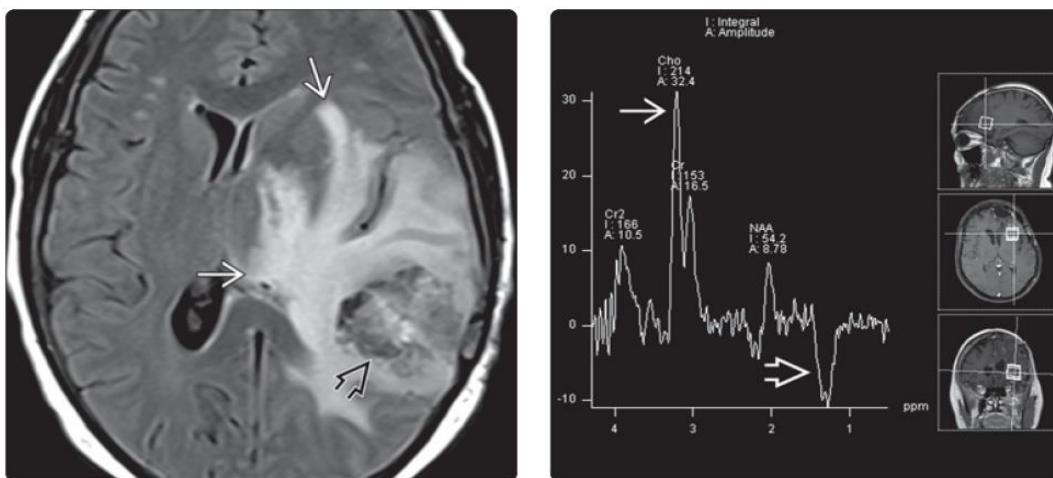 I : Integral
A: Amplitude
Cho
I : 214
A: 32.4
30
Cr
: 153
A: 16.5
20
Cr2
I : 166
A: 10.5
NAA
I : 54.2
A: 8.78
10
0
-10
ppm
4 3 2 1